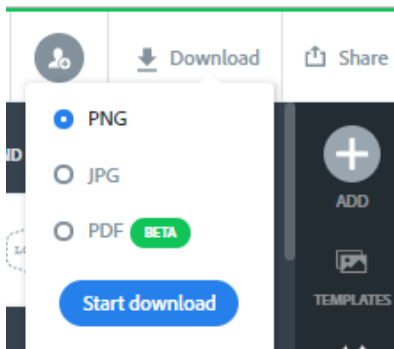 Download
Share
PNG
JPG
PDF BETA
Start download
ADD
TEMPLATES